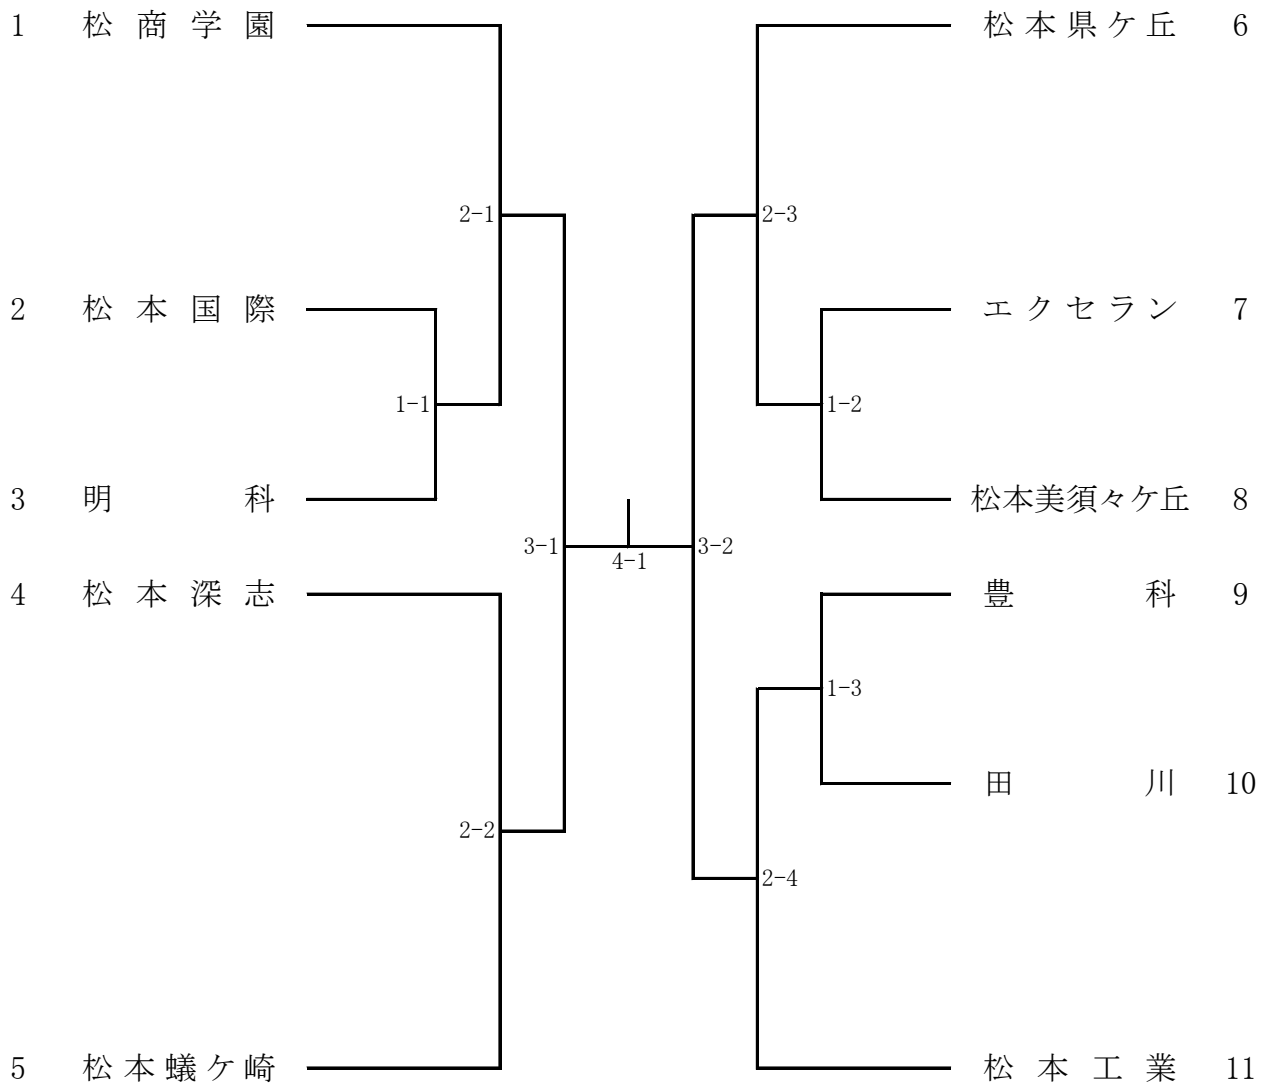 1 松商学園
松本県ケ丘 6
2-1
2-3
2 松本国際
エクセラン 7
1-1
1-2
3 明科
松本美須々ケ丘 8
3-1
4-1
3-2
4 松本深志
豊科 9
1-3
田川 10
2-2
2-4
5 松本蟻ケ崎
松本工業 11